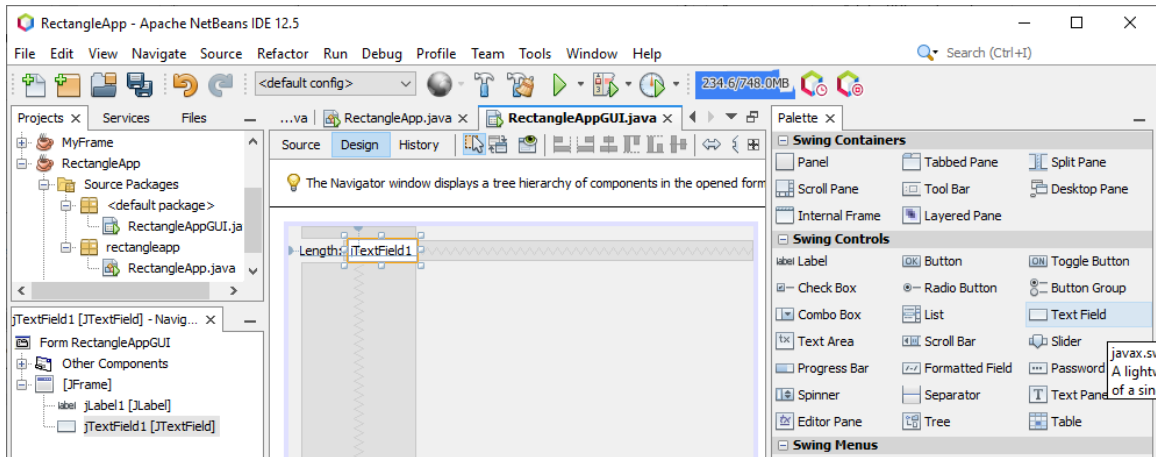 RectangleApp - Apache NetBeans IDE 12.5
File Edit View Navigate Source Refactor Run Debug Profile Team Tools Window Help
Search (Ctrl+I)
<default config>
234.6/748.0MB
Projects
Services
Files
MyFrame
RectangleApp
Source Packages
<default package>
RectangleAppGUI.ja
rectangleapp
RectangleApp.java
jTextField1 [JTextField] - Navig...
Form RectangleAppGUI
Other Components
[JFrame]
label jLabel1 [JLabel]
jTextField1 [JTextField]
...va
RectangleApp.java
RectangleAppGUI.java
Source
Design
History
The Navigator window displays a tree hierarchy of components in the opened form
Length:
jTextField1
Palette
Swing Containers
Panel
Tabbed Pane
Split Pane
Scroll Pane
Tool Bar
Desktop Pane
Internal Frame
Layered Pane
Swing Controls
label Label
OK Button
ON Toggle Button
Check Box
Radio Button
Button Group
Combo Box
List
Text Field
tx Text Area
Scroll Bar
Slider
Progress Bar
Formatted Field
Password
Spinner
Separator
T Text Pane
Editor Pane
Tree
Table
Swing Menus
javax.sw
A lightw
of a sin